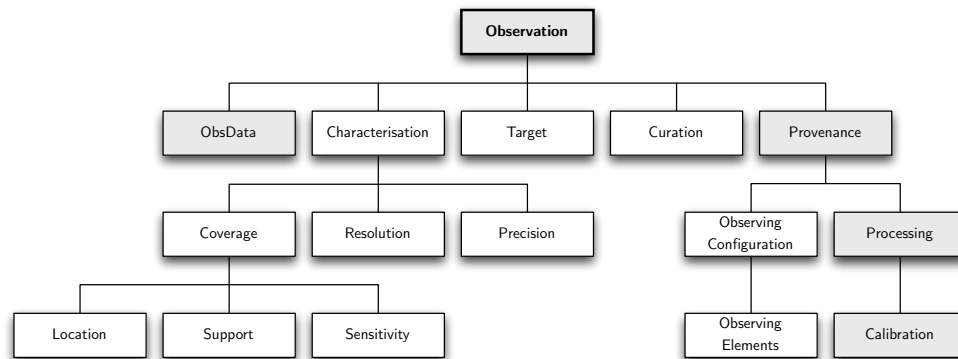 Observation
ObsData
Characterisation
Target
Curation
Provenance
Coverage
Resolution
Precision
Observing
Configuration
Processing
Location
Support
Sensitivity
Observing
Elements
Calibration